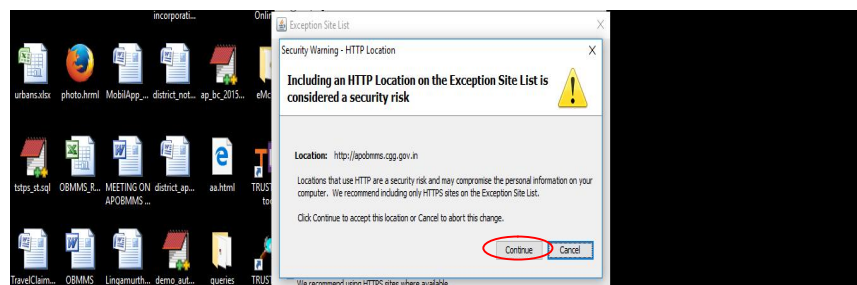 incorporati...
Onlin
Exception Site List
Security Warning - HTTP Location
X
Including an HTTP Location on the Exception Site List is
considered a security risk
urbans.xlsx photo.hrml MobilApp_... district_not... ap_bc_2015... eMc
Location: http://apobmms.cgg.gov.in
Locations that use HTTP are a security risk and may compromise the personal information on your
computer. We recommend including only HTTPS sites on the Exception Site List.
tstps_st.sql OBMMS_R... MEETING ON district_ap... aa.html TRUST
APOBMMS ... to
Click Continue to accept this location or Cancel to abort this change.
Continue Cancel
TravelClaim... OBMMS Lingamurth... demo_aut... queries TRUST
We recommend using HTTPS sites where available.